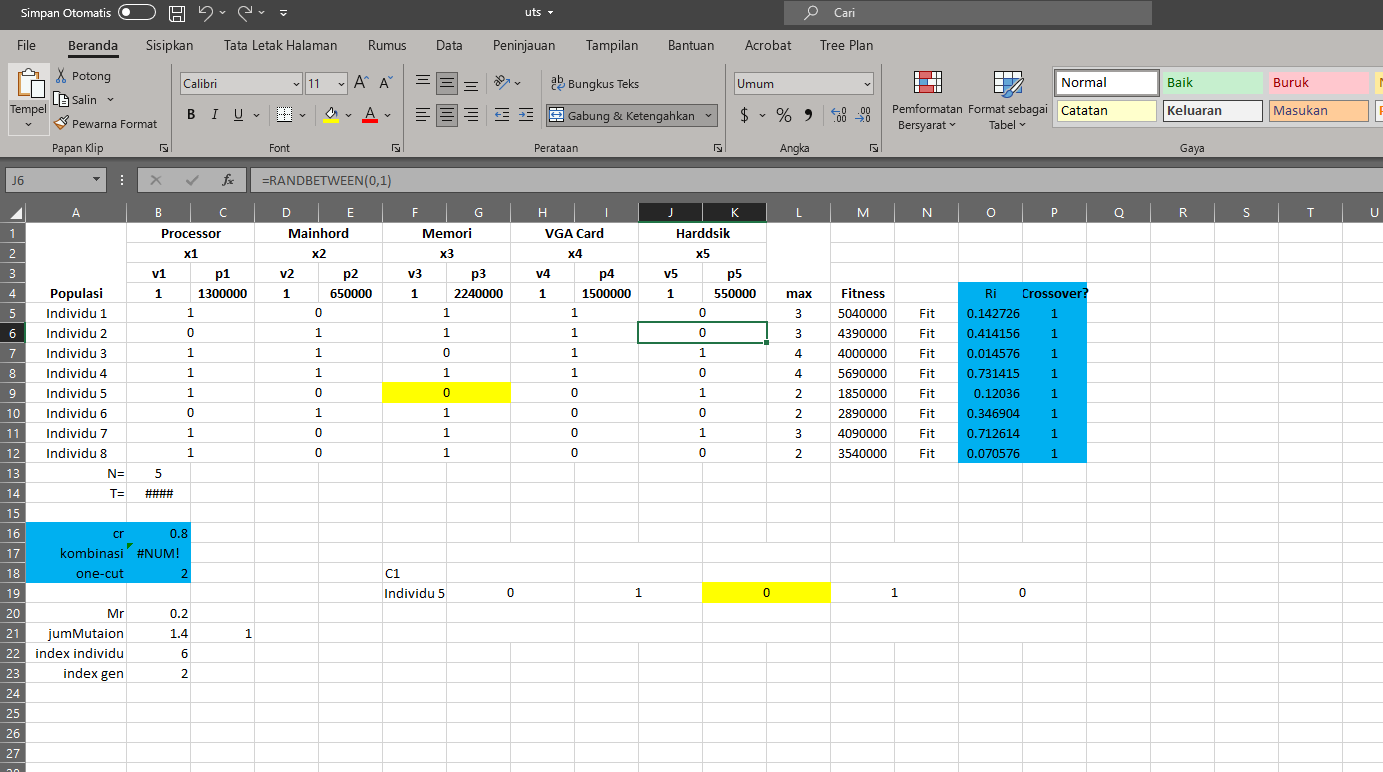 Simpan Otomatis uts Cari
File Beranda Sisipkan Tata Letak Halaman Rumus Data Peninjauan Tampilan Bantuan Acrobat Tree Plan
Tempel
Potong
Salin
Pewarna Format
Papan Klip
Calibri 11 A A
B I U A
Font
ab Bungkus Teks
Gabung & Ketengahkan
Perataan
Umum
$ %
Angka
Pemformatan Bersyarat
Format sebagai Tabel
Normal Baik Buruk
Catatan Keluaran Masukan
Gaya
J6 fx =RANDBETWEEN(0,1)
A B C D E F G H I J K L M N O P Q R S T U
1 Processor Mainhord Memori VGA Card Harddsik
2 x1 x2 x3 x4 x5
3 v1 p1 v2 p2 v3 p3 v4 p4 v5 p5
4 Populasi 1 1300000 1 650000 1 2240000 1 1500000 1 550000 max Fitness Ri Crossover?
5 Individu 1 1 0 1 1 0 3 5040000 Fit 0.142726 1
6 Individu 2 0 1 1 1 0 3 4390000 Fit 0.414156 1
7 Individu 3 1 1 0 1 1 4 4000000 Fit 0.014576 1
8 Individu 4 1 1 1 1 0 4 5690000 Fit 0.731415 1
9 Individu 5 1 0 0 0 1 2 1850000 Fit 0.12036 1
10 Individu 6 0 1 1 0 0 2 2890000 Fit 0.346904 1
11 Individu 7 1 0 1 0 1 3 4090000 Fit 0.712614 1
12 Individu 8 1 0 1 0 0 2 3540000 Fit 0.070576 1
13 N= 5
14 T= ####
15
16 cr 0.8
17 kombinasi #NUM!
18 one-cut 2 C1
19 Individu 5 0 1 0 1 0
20 Mr 0.2
21 jumMutaion 1.4 1
22 index individu 6
23 index gen 2
24
25
26
27